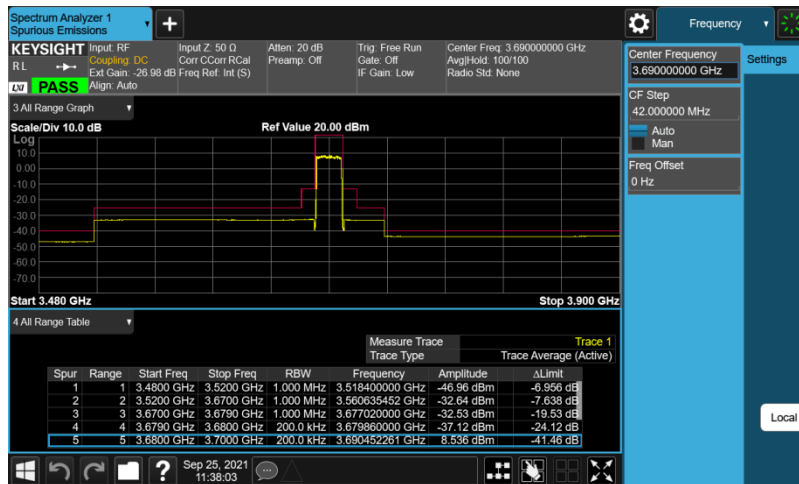 Spectrum Analyzer 1
Spurious Emissions
Frequency
KEYSIGHT
RL
LXI
PASS
Input: RF
Coupling: DC
Ext Gain: -26.98 dB
Align: Auto
Input Z: 50 Ω
Corr CCorr RCal
Freq Ref: Int (S)
Atten: 20 dB
Preamp: Off
Trig: Free Run
Gate: Off
IF Gain: Low
Center Freq: 3.690000000 GHz
Avg|Hold: 100/100
Radio Std: None
Center Frequency
3.690000000 GHz
Settings
CF Step
42.000000 MHz
Auto
Man
Freq Offset
0 Hz
Local
3 All Range Graph
Scale/Div 10.0 dB
Ref Value 20.00 dBm
Log
10.0
0.00
-10.0
-20.0
-30.0
-40.0
-50.0
-60.0
-70.0
Start 3.480 GHz
Stop 3.900 GHz
4 All Range Table
Measure Trace Trace 1
Trace Type Trace Average (Active)
Spur Range Start Freq Stop Freq RBW Frequency Amplitude ΔLimit
1 1 3.4800 GHz 3.5200 GHz 1.000 MHz 3.518400000 GHz -46.96 dBm -6.956 dB
2 2 3.5200 GHz 3.6700 GHz 1.000 MHz 3.560635452 GHz -32.64 dBm -7.638 dB
3 3 3.6700 GHz 3.6790 GHz 1.000 MHz 3.677020000 GHz -32.53 dBm -19.53 dB
4 4 3.6790 GHz 3.6800 GHz 200.0 kHz 3.679860000 GHz -37.12 dBm -24.12 dB
5 5 3.6800 GHz 3.7000 GHz 200.0 kHz 3.690452261 GHz 8.536 dBm -41.46 dB
Sep 25, 2021
11:38:03